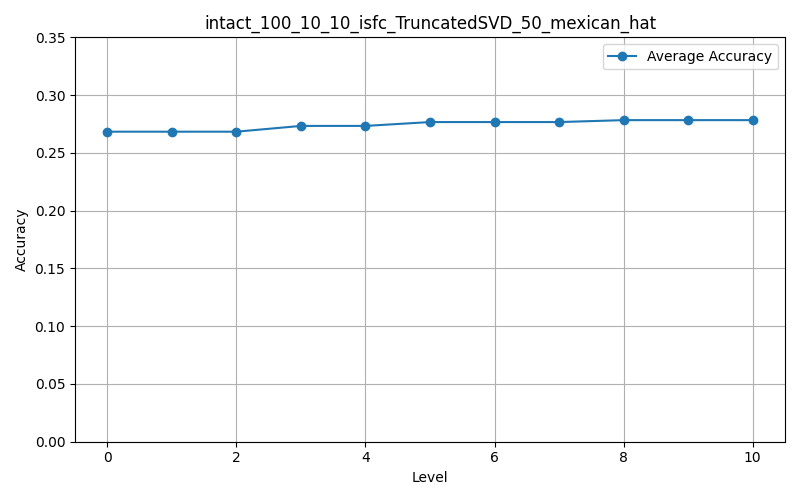 intact_100_10_10_isfc_TruncatedSVD_50_mexican_hat
Average Accuracy
0.35
0.30
0.25
0.20
0.15
0.10
0.05
0.00
Accuracy
0 2 4 6 8 10
Level